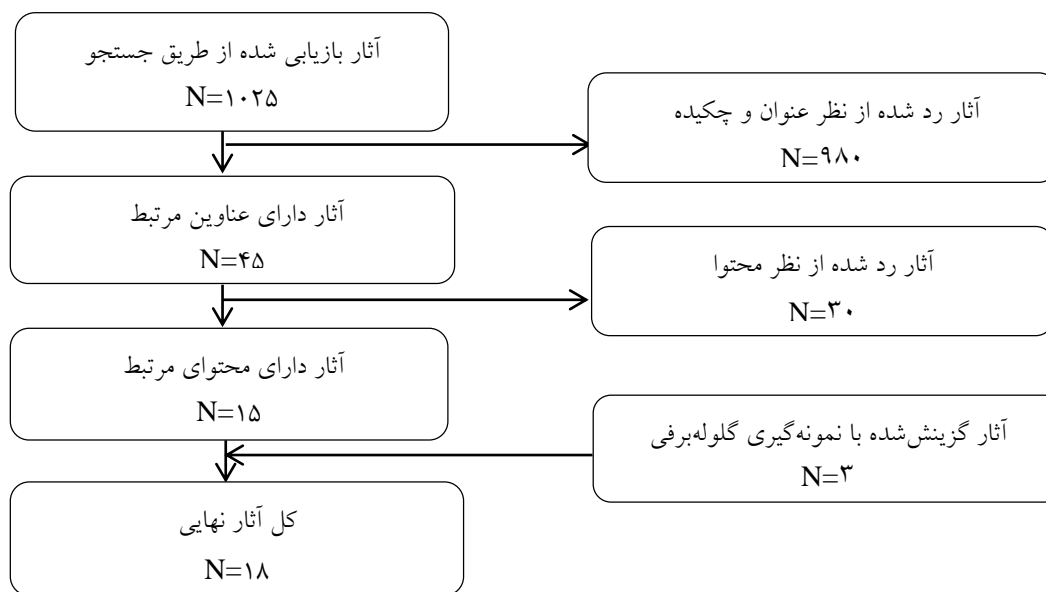 آثار بازیابی شده از طریق جستجو
N=۱۰۲۵
آثار رد شده از نظر عنوان و چکیده
N=۹۸۰
آثار دارای عناوین مرتبط
N=۴۵
آثار رد شده از نظر محتوا
N=۳۰
آثار دارای محتوای مرتبط
N=۱۵
آثار گزینش‌شده با نمونه‌گیری گلوله‌برفی
N=۳
کل آثار نهایی
N=۱۸